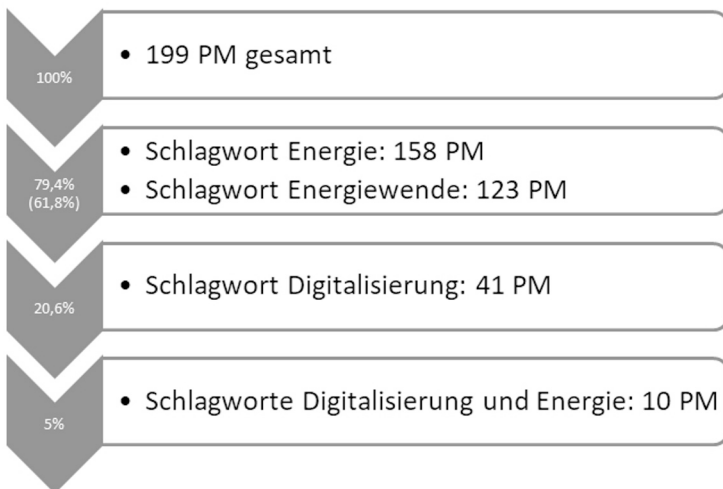 100%
• 199 PM gesamt
79,4%
(61,8%)
• Schlagwort Energie: 158 PM
• Schlagwort Energiewende: 123 PM
20,6%
• Schlagwort Digitalisierung: 41 PM
5%
• Schlagworte Digitalisierung und Energie: 10 PM